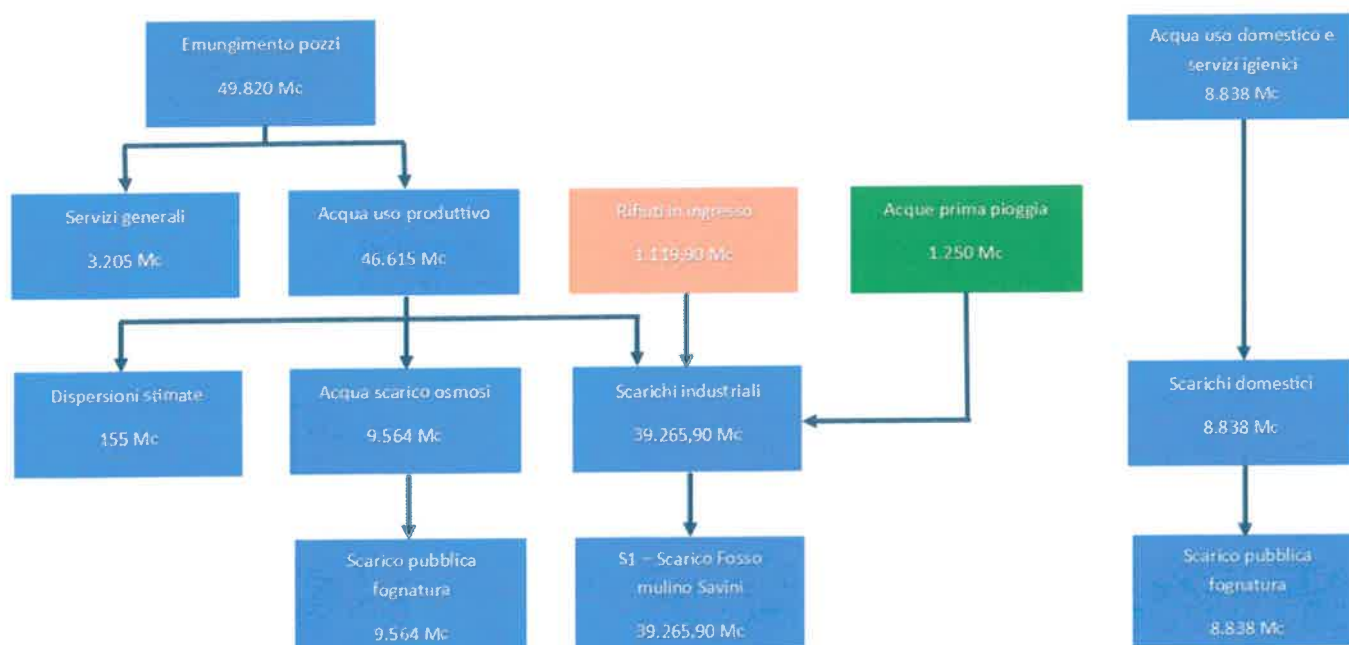 Emungimento pozzi
49.820 Mc
Acqua uso domestico e
servizi igienici
8.838 Mc
Servizi generali
3.205 Mc
Acqua uso produttivo
46.615 Mc
Rifiuti in ingresso
1.119,90 Mc
Acque prima pioggia
1.250 Mc
Dispersioni stimate
155 Mc
Acqua scarico osmosi
9.564 Mc
Scarichi industriali
39.265,90 Mc
Scarichi domestici
8.838 Mc
Scarico pubblica
fognatura
9.564 Mc
S1 – Scarico Fosso
mulino Savini
39.265,90 Mc
Scarico pubblica
fognatura
8.838 Mc